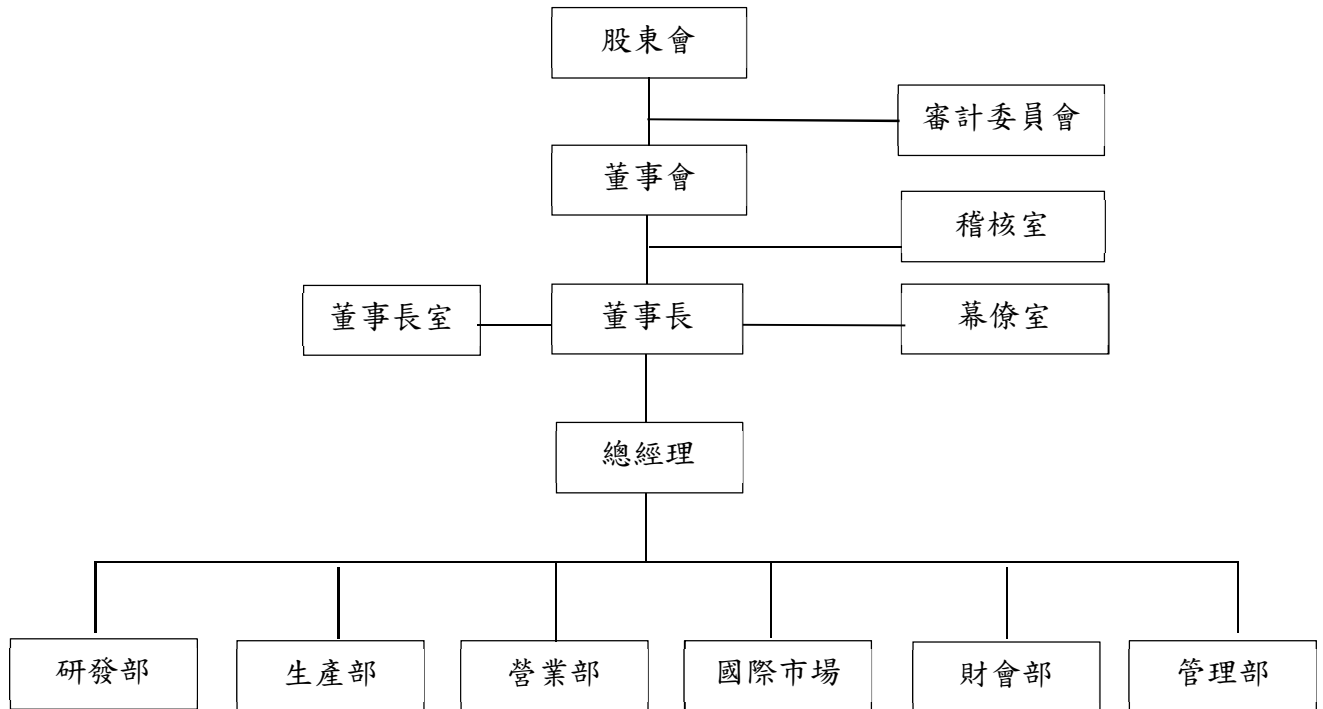 股東會
審計委員會
董事會
稽核室
董事長室
董事長
幕僚室
總經理
研發部
生產部
營業部
國際市場
財會部
管理部